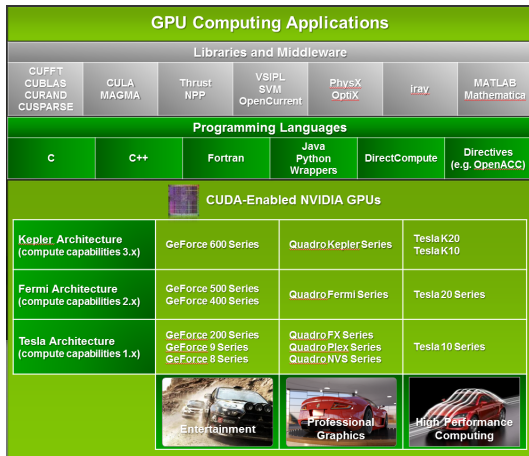 GPU Computing Applications
Libraries and Middleware
CUFFT
CUBLAS
CURAND
CUSPARSE
CULA
MAGMA
Thrust
NPP
VSIPL
SVM
OpenCurrent
PhysX
OptiX
iray
MATLAB
Mathematica
Programming Languages
C
C++
Fortran
Java
Python
Wrappers
DirectCompute
Directives
(e.g. OpenACC)
CUDA-Enabled NVIDIA GPUs
Kepler Architecture
(compute capabilities 3.x)
GeForce 600 Series
Quadro Kepler Series
Tesla K20
Tesla K10
Fermi Architecture
(compute capabilities 2.x)
GeForce 500 Series
GeForce 400 Series
Quadro Fermi Series
Tesla 20 Series
Tesla Architecture
(compute capabilities 1.x)
GeForce 200 Series
GeForce 9 Series
GeForce 8 Series
Quadro FX Series
Quadro Plex Series
Quadro NVS Series
Tesla 10 Series
Entertainment
Professional
Graphics
High Performance
Computing